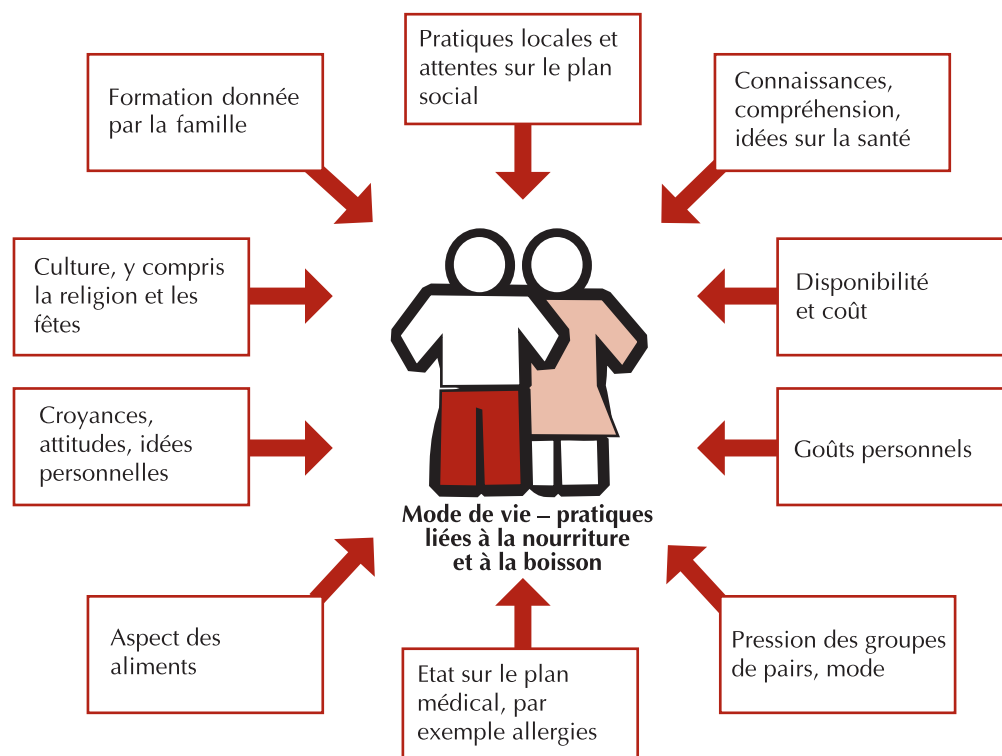 Pratiques locales et
attentes sur le plan
social
Formation donnée
par la famille
Connaissances,
compréhension,
idées sur la santé
Culture, y compris
la religion et les
fêtes
Disponibilité
et coût
Croyances,
attitudes, idées
personnelles
Goûts personnels
Mode de vie – pratiques
liées à la nourriture
et à la boisson
Aspect des
aliments
Etat sur le plan
médical, par
exemple allergies
Pression des groupes
de pairs, mode